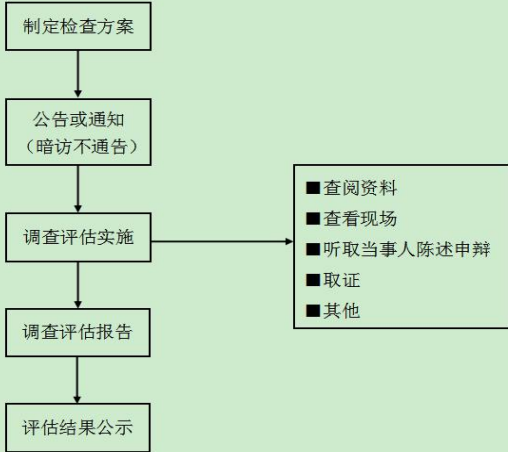 制定检查方案
公告或通知
（暗访不通告）
调查评估实施
■查阅资料
■查看现场
■听取当事人陈述申辩
■取证
■其他
调查评估报告
评估结果公示